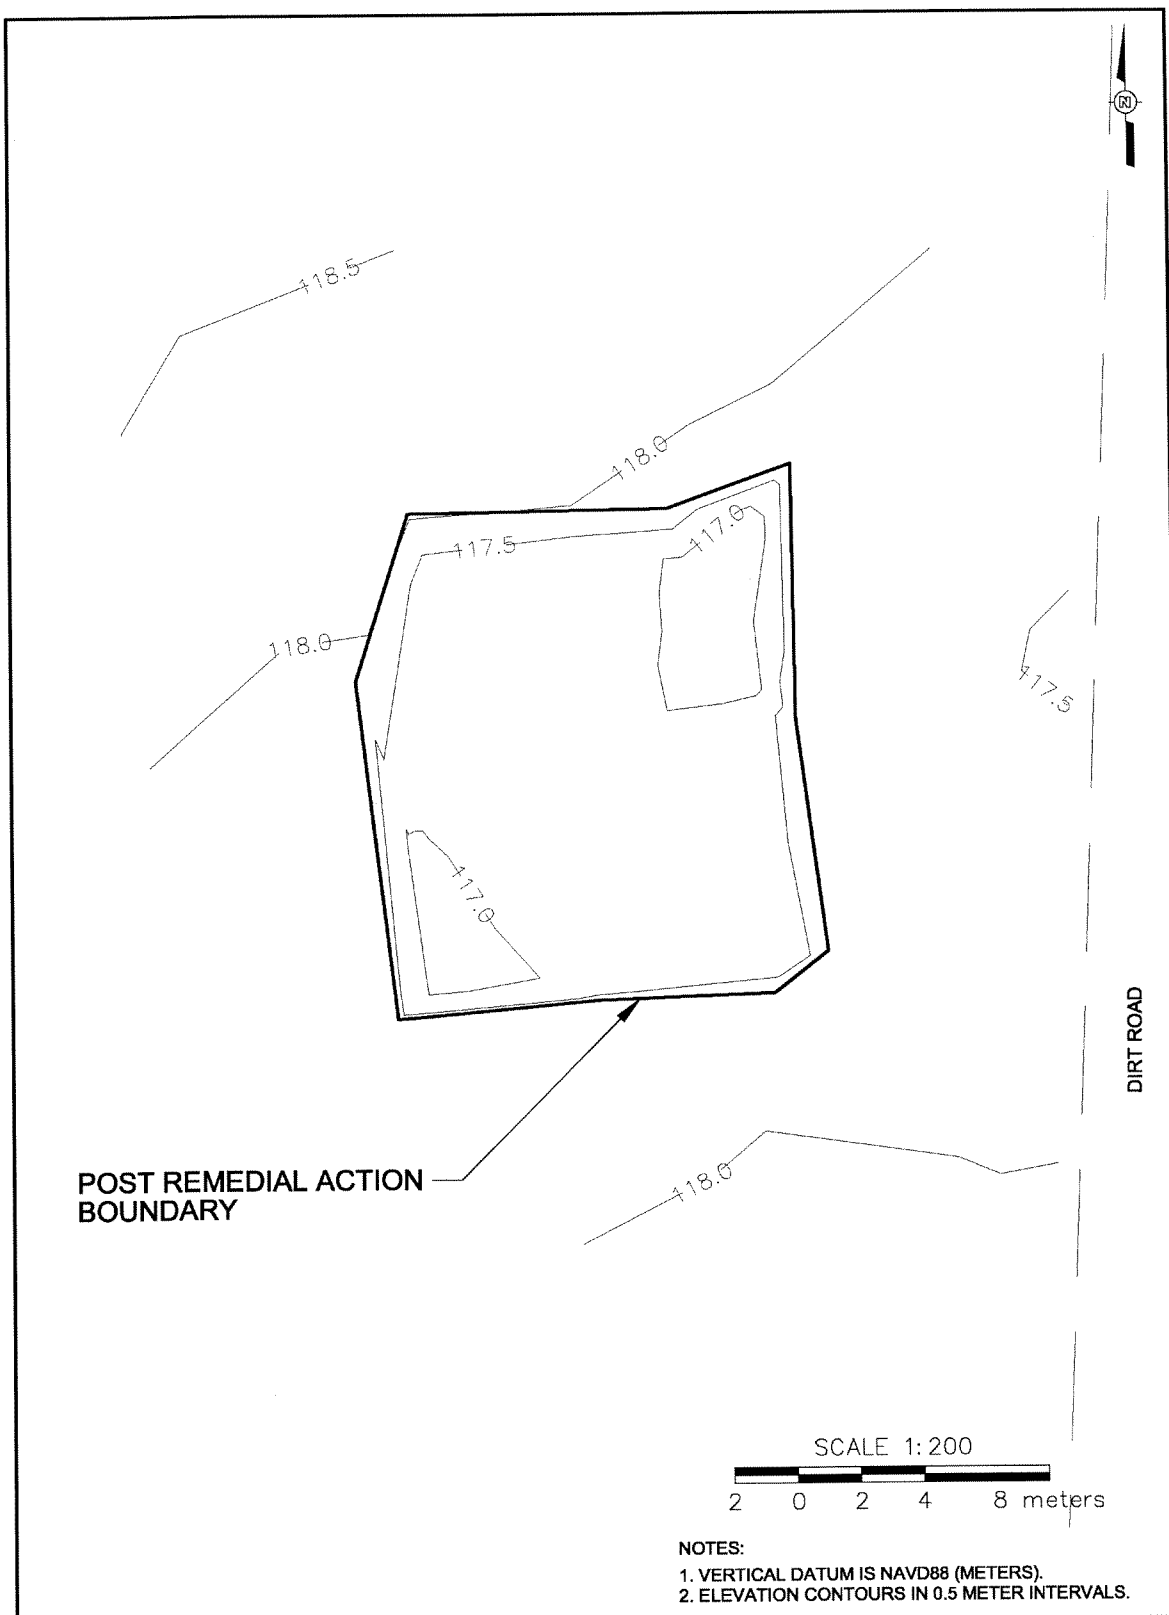 N
118.5
118.0
117.5
117.0
118.0
117.5
117.0
DIRT ROAD
POST REMEDIAL ACTION
BOUNDARY
118.0
SCALE 1:200
2 0 2 4 8 meters
NOTES:
1. VERTICAL DATUM IS NAVD88 (METERS).
2. ELEVATION CONTOURS IN 0.5 METER INTERVALS.